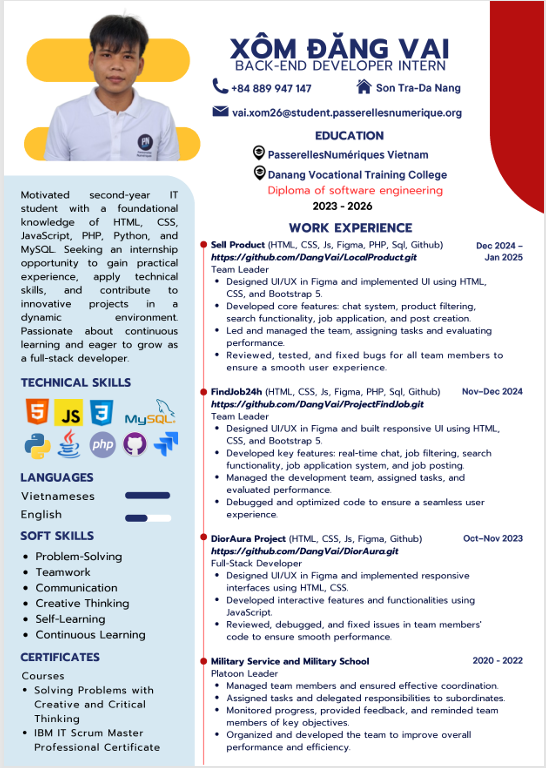 XÔM ĐĂNG VAI
BACK-END DEVELOPER INTERN
+84 889 947 147
Son Tra-Da Nang
vai.xom26@student.passerellesnumerique.org
EDUCATION
PasserellesNumériques Vietnam
Danang Vocational Training College
Diploma of software engineering
2023 - 2026
Motivated second-year IT
student with a foundational
knowledge of HTML, CSS,
JavaScript, PHP, Python, and
MySQL. Seeking an internship
opportunity to gain practical
experience, apply technical
skills, and contribute to
innovative projects in a
dynamic environment.
Passionate about continuous
learning and eager to grow as
a full-stack developer.
TECHNICAL SKILLS
5
JS
3
MySQL
Java
php
LANGUAGES
Vietnameses
English
SOFT SKILLS
• Problem-Solving
• Teamwork
• Communication
• Creative Thinking
• Self-Learning
• Continuous Learning
CERTIFICATES
Courses
• Solving Problems with
Creative and Critical
Thinking
• IBM IT Scrum Master
Professional Certificate
WORK EXPERIENCE
Sell Product (HTML, CSS, Js, Figma, PHP, Sql, Github)
Dec 2024 –
Jan 2025
https://github.com/DangVai/LocalProduct.git
Team Leader
• Designed UI/UX in Figma and implemented UI using HTML,
CSS, and Bootstrap 5.
• Developed core features: chat system, product filtering,
search functionality, job application, and post creation.
• Led and managed the team, assigning tasks and evaluating
performance.
• Reviewed, tested, and fixed bugs for all team members to
ensure a smooth user experience.
FindJob24h (HTML, CSS, Js, Figma, PHP, Sql, Github)
Nov–Dec 2024
https://github.com/DangVai/ProjectFindJob.git
Team Leader
• Designed UI/UX in Figma and built responsive UI using HTML,
CSS, and Bootstrap 5.
• Developed key features: real-time chat, job filtering, search
functionality, job application system, and job posting.
• Managed the development team, assigned tasks, and
evaluated performance.
• Debugged and optimized code to ensure a seamless user
experience.
DiorAura Project (HTML, CSS, Js, Figma, Github)
Oct–Nov 2023
https://github.com/DangVai/DiorAura.git
Full-Stack Developer
• Designed UI/UX in Figma and implemented responsive
interfaces using HTML, CSS.
• Developed interactive features and functionalities using
JavaScript.
• Reviewed, debugged, and fixed issues in team members'
code to ensure smooth performance.
Military Service and Military School
2020 - 2022
Platoon Leader
• Managed team members and ensured effective coordination.
• Assigned tasks and delegated responsibilities to subordinates.
• Monitored progress, provided feedback, and reminded team
members of key objectives.
• Organized and developed the team to improve overall
performance and efficiency.